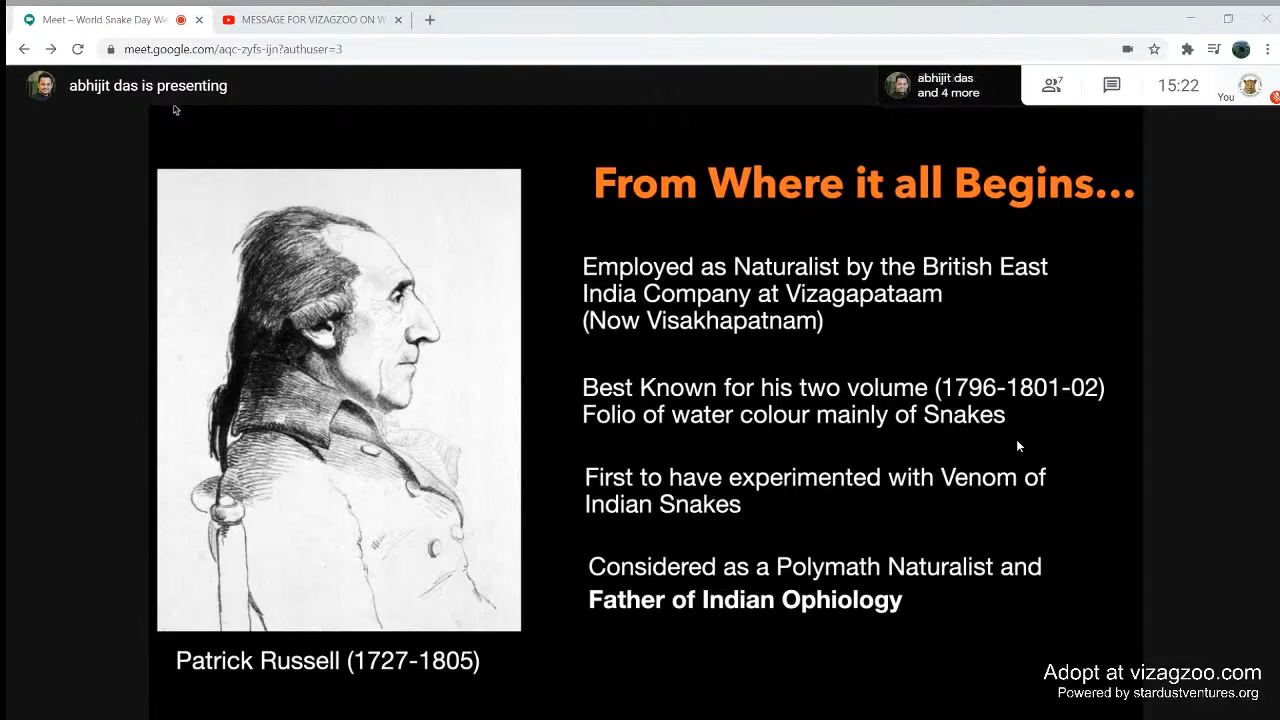 Meet – World Snake Day We
MESSAGE FOR VIZAGZOO ON W
meet.google.com/aqc-zyfs-ijn?authuser=3
abhijit das is presenting
abhijit das
and 4 more
7
15:22
You
From Where it all Begins...
Employed as Naturalist by the British East
India Company at Vizagapataam
(Now Visakhapatnam)
Best Known for his two volume (1796-1801-02)
Folio of water colour mainly of Snakes
First to have experimented with Venom of
Indian Snakes
Considered as a Polymath Naturalist and
Father of Indian Ophiology
Patrick Russell (1727-1805)
Adopt at vizagzoo.com
Powered by stardustventures.org